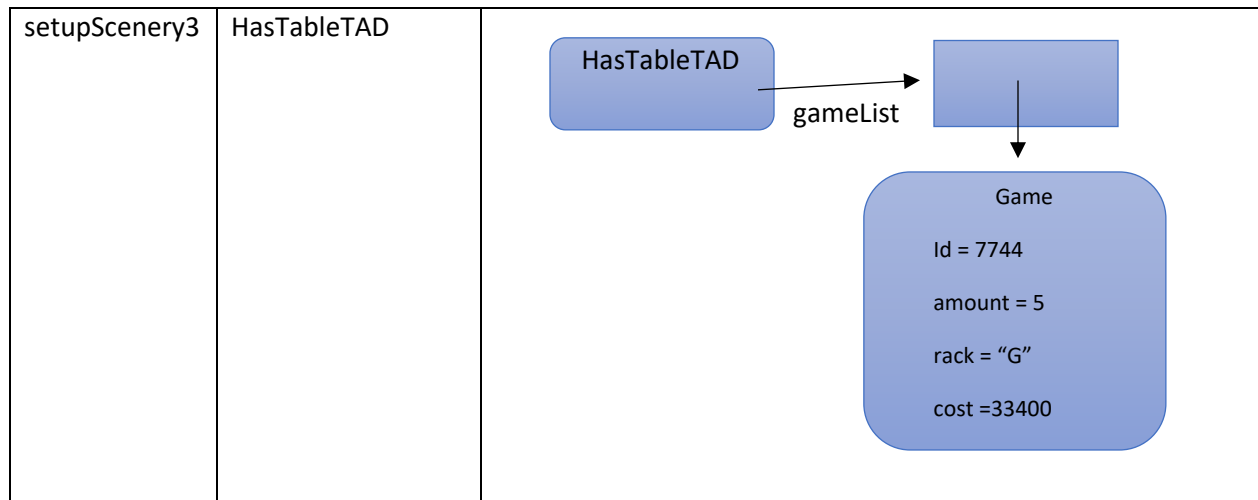 setupScenery3
HasTableTAD
HasTableTAD
gameList
Game
Id = 7744
amount = 5
rack = “G”
cost =33400